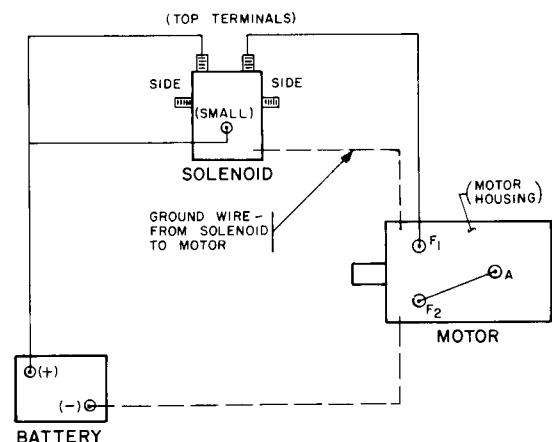 (TOP TERMINALS)
SIDE
SIDE
(SMALL)
SOLENOID
GROUND WIRE -
FROM SOLENOID
TO MOTOR
(MOTOR
HOUSING)
F1
A
F2
MOTOR
(+)
(-)
BATTERY